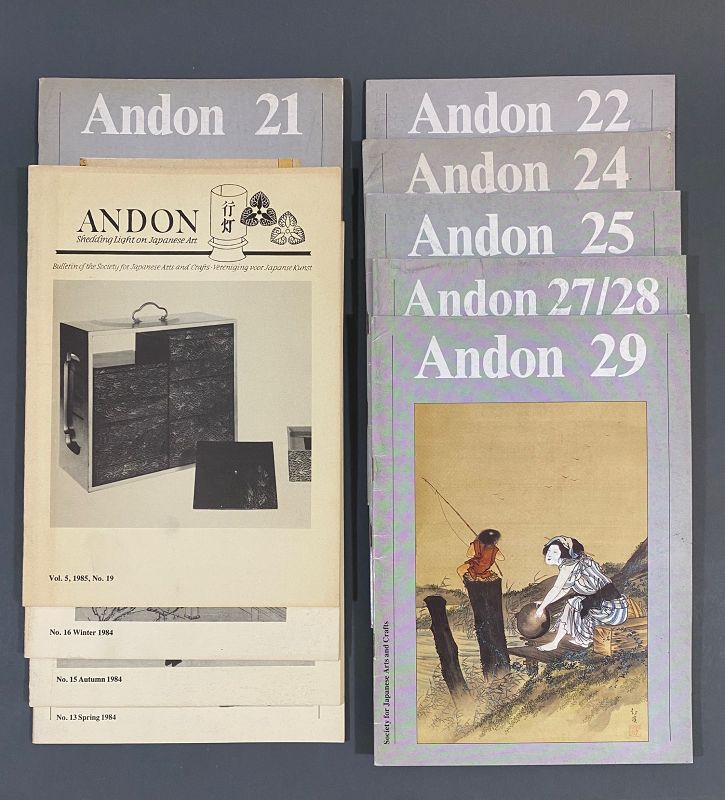 Andon 21
ANDON
行灯
Shedding Light on Japanese Art
Bulletin of the Society for Japanese Arts and Crafts · Vereniging voor Japanse Kunst
Vol. 5, 1985, No. 19
No. 16 Winter 1984
No. 15 Autumn 1984
No. 13 Spring 1984
Andon 22
Andon 24
Andon 25
Andon 27/28
Andon 29
Society for Japanese Arts and Crafts